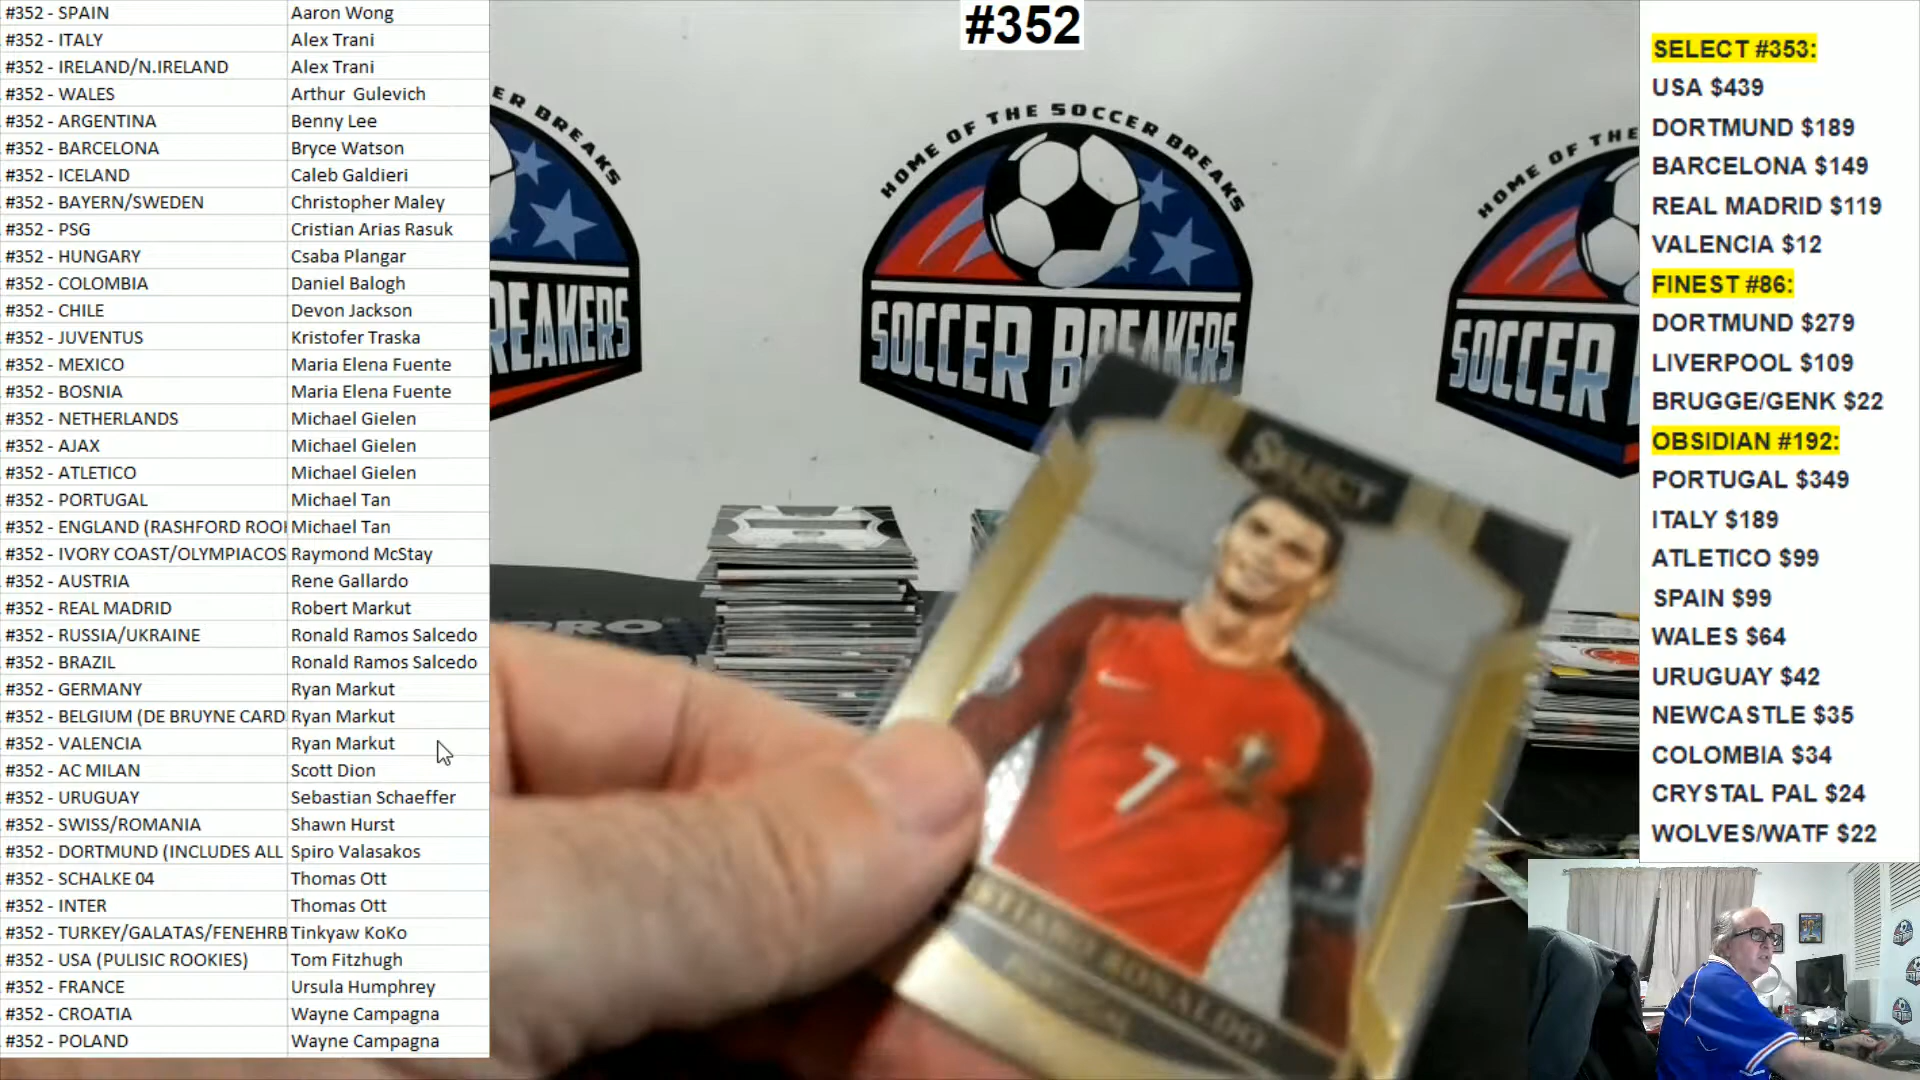 #352 - SPAIN Aaron Wong
#352 - ITALY Alex Trani
#352 - IRELAND/N.IRELAND Alex Trani
#352 - WALES Arthur Gulevich
#352 - ARGENTINA Benny Lee
#352 - BARCELONA Bryce Watson
#352 - ICELAND Caleb Galdieri
#352 - BAYERN/SWEDEN Christopher Maley
#352 - PSG Cristian Arias Rasuk
#352 - HUNGARY Csaba Plangar
#352 - COLOMBIA Daniel Balogh
#352 - CHILE Devon Jackson
#352 - JUVENTUS Kristofer Traska
#352 - MEXICO Maria Elena Fuente
#352 - BOSNIA Maria Elena Fuente
#352 - NETHERLANDS Michael Gielen
#352 - AJAX Michael Gielen
#352 - ATLETICO Michael Gielen
#352 - PORTUGAL Michael Tan
#352 - ENGLAND (RASHFORD ROOK Michael Tan
#352 - IVORY COAST/OLYMPIACOS Raymond McStay
#352 - AUSTRIA Rene Gallardo
#352 - REAL MADRID Robert Markut
#352 - RUSSIA/UKRAINE Ronald Ramos Salcedo
#352 - BRAZIL Ronald Ramos Salcedo
#352 - GERMANY Ryan Markut
#352 - BELGIUM (DE BRUYNE CARD Ryan Markut
#352 - VALENCIA Ryan Markut
#352 - AC MILAN Scott Dion
#352 - URUGUAY Sebastian Schaeffer
#352 - SWISS/ROMANIA Shawn Hurst
#352 - DORTMUND (INCLUDES ALL Spiro Valasakos
#352 - SCHALKE 04 Thomas Ott
#352 - INTER Thomas Ott
#352 - TURKEY/GALATAS/FENEHRB Tinkyaw KoKo
#352 - USA (PULISIC ROOKIES) Tom Fitzhugh
#352 - FRANCE Ursula Humphrey
#352 - CROATIA Wayne Campagna
#352 - POLAND Wayne Campagna
#352
ER BREAKS
REAKERS
HOME OF THE SOCCER BREAKS
SOCCER BREAKERS
HOME OF THE
SOCCER
PRO
SELECT
7
STIANO RONALDO
SELECT #353:
USA $439
DORTMUND $189
BARCELONA $149
REAL MADRID $119
VALENCIA $12
FINEST #86:
DORTMUND $279
LIVERPOOL $109
BRUGGE/GENK $22
OBSIDIAN #192:
PORTUGAL $349
ITALY $189
ATLETICO $99
SPAIN $99
WALES $64
URUGUAY $42
NEWCASTLE $35
COLOMBIA $34
CRYSTAL PAL $24
WOLVES/WATF $22